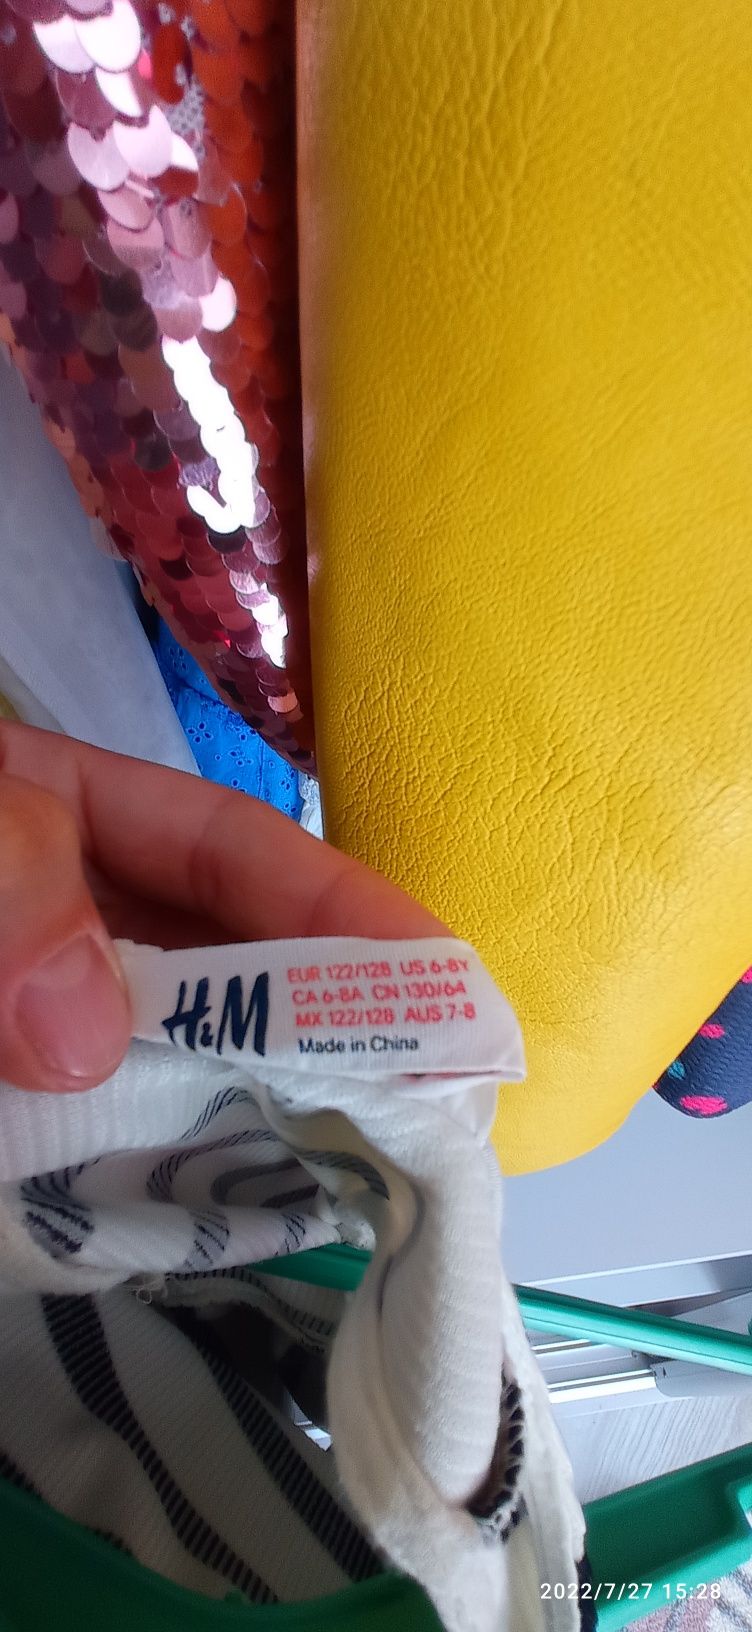 H&M
EUR 122/128 US 6-8Y
CA 6-8A CN 130/64
MX 122/128 AUS 7-8
Made in China
2022/7/27 15:28